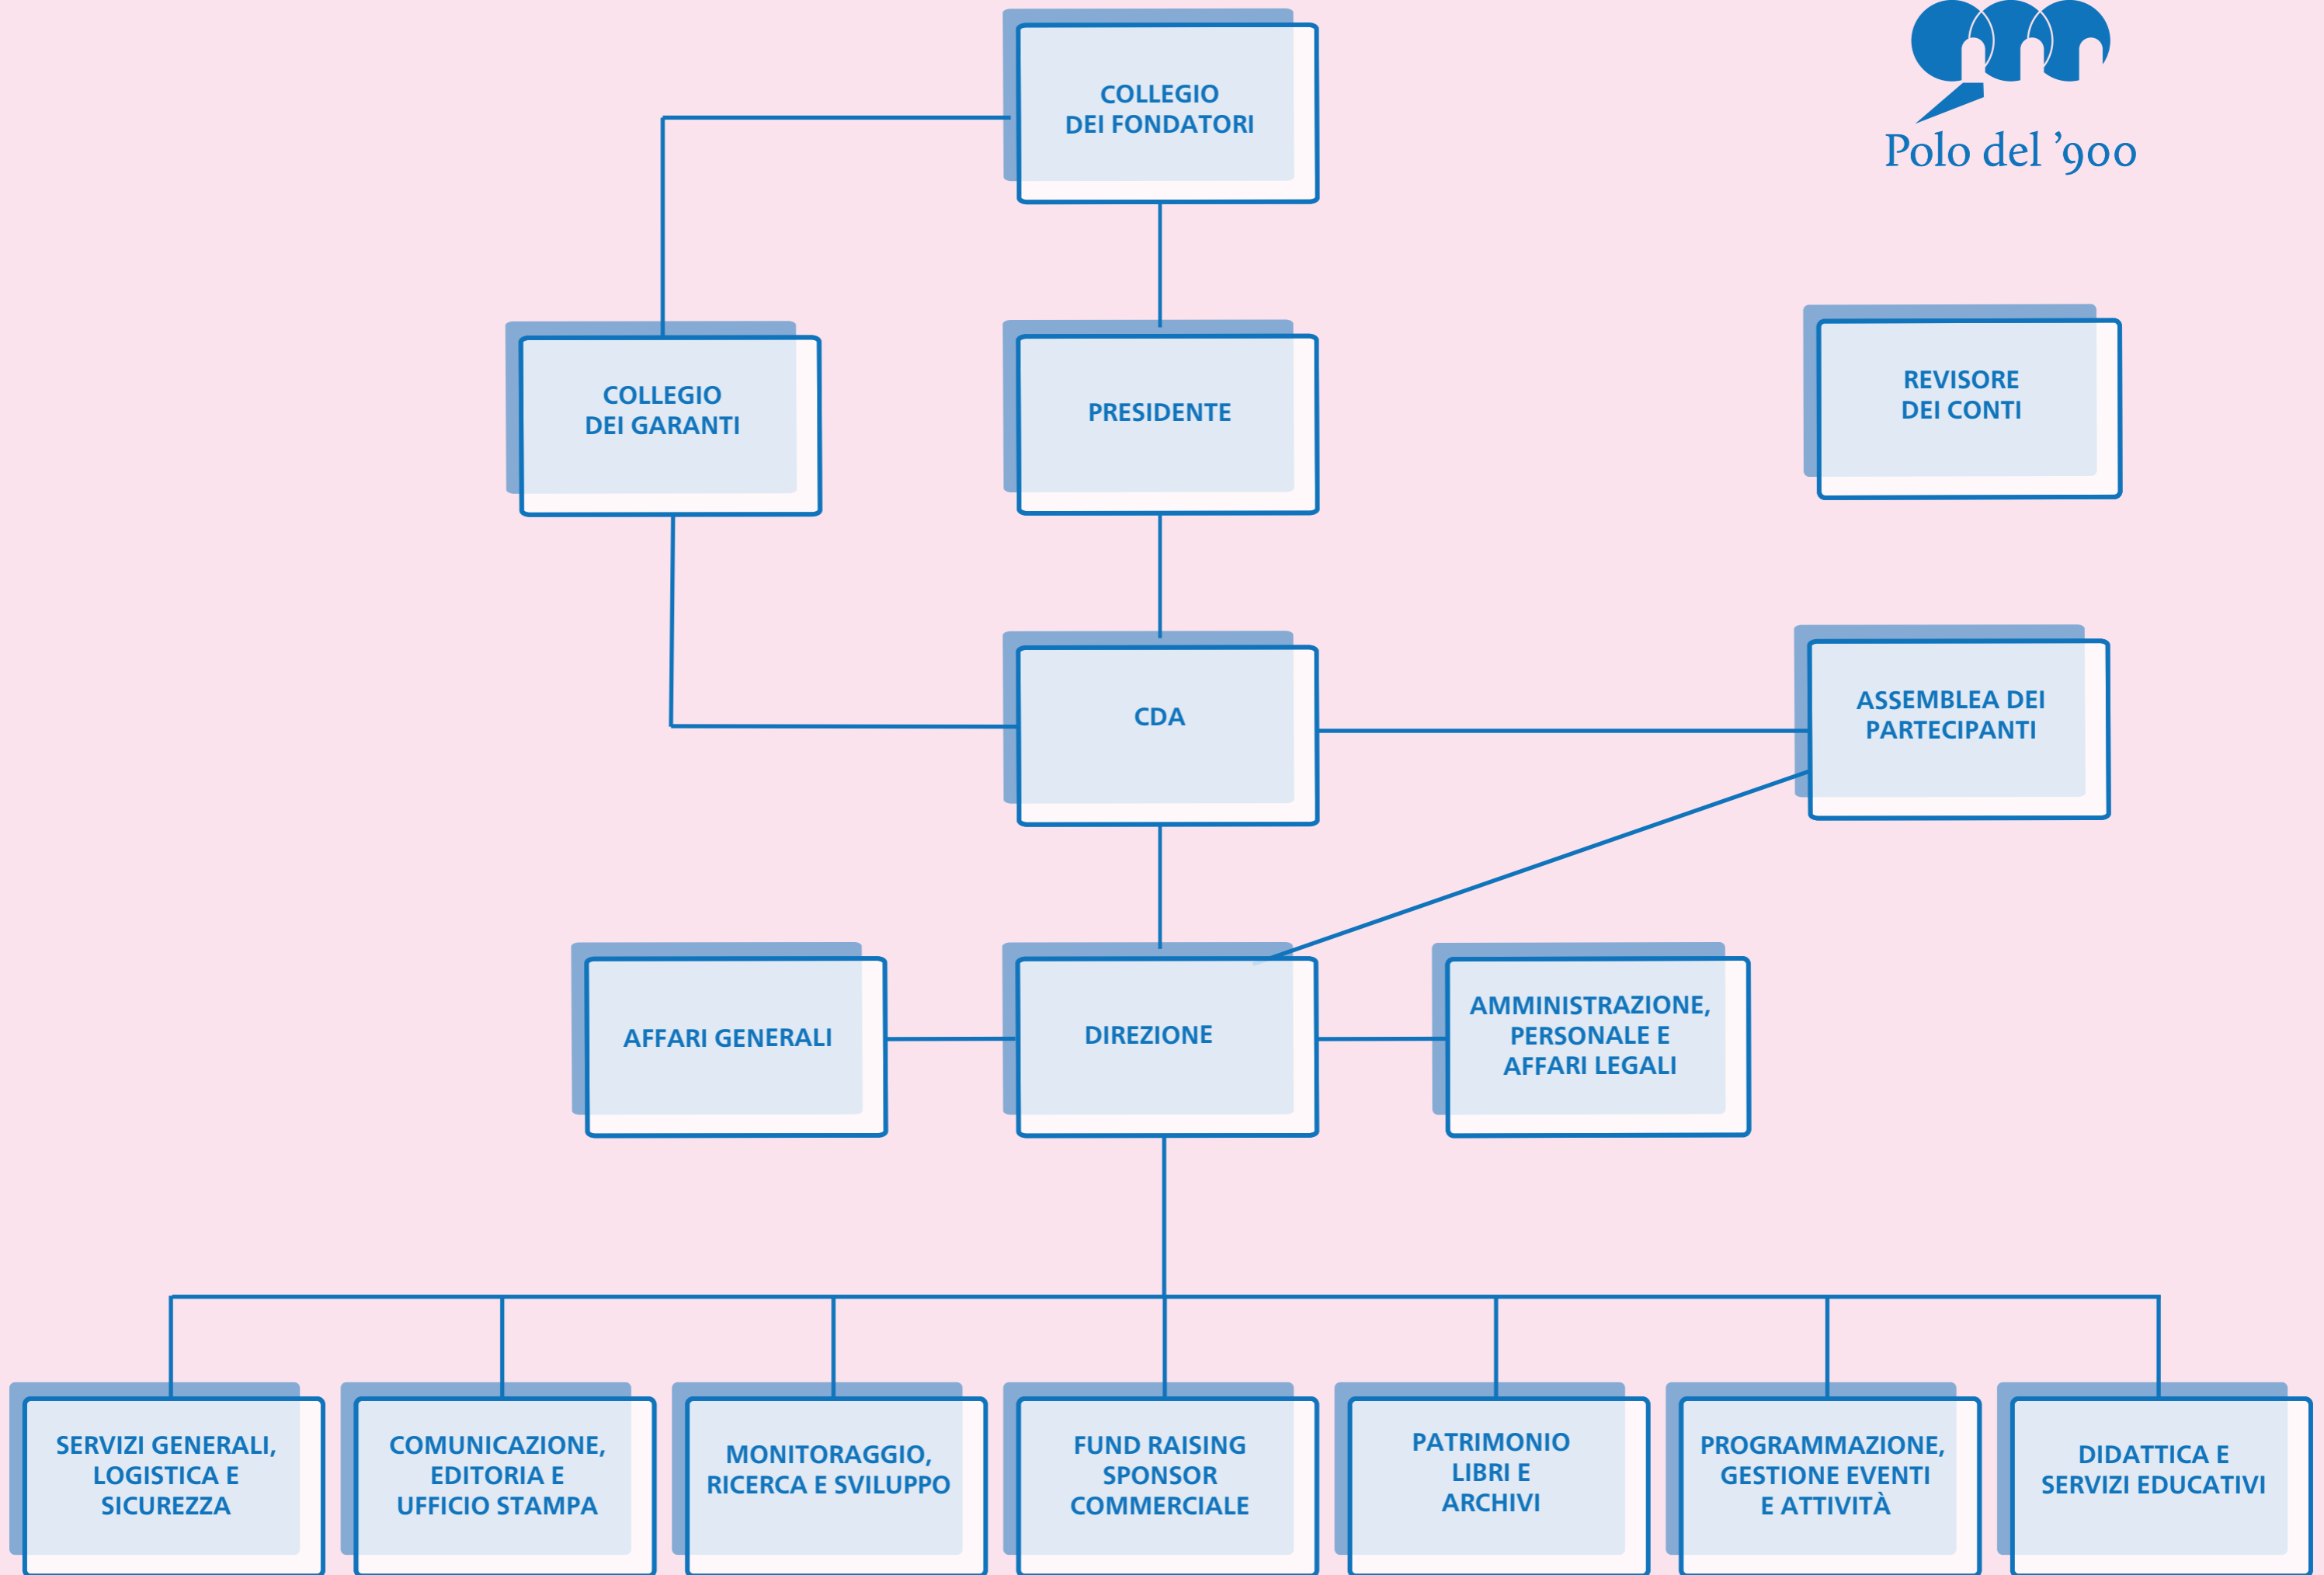 Polo del ’900
COLLEGIO
DEI FONDATORI
COLLEGIO
DEI GARANTI
PRESIDENTE
REVISORE
DEI CONTI
CDA
ASSEMBLEA DEI
PARTECIPANTI
AFFARI GENERALI
DIREZIONE
AMMINISTRAZIONE,
PERSONALE E
AFFARI LEGALI
SERVIZI GENERALI,
LOGISTICA E
SICUREZZA
COMUNICAZIONE,
EDITORIA E
UFFICIO STAMPA
MONITORAGGIO,
RICERCA E SVILUPPO
FUND RAISING
SPONSOR
COMMERCIALE
PATRIMONIO
LIBRI E
ARCHIVI
PROGRAMMAZIONE,
GESTIONE EVENTI
E ATTIVITÀ
DIDATTICA E
SERVIZI EDUCATIVI